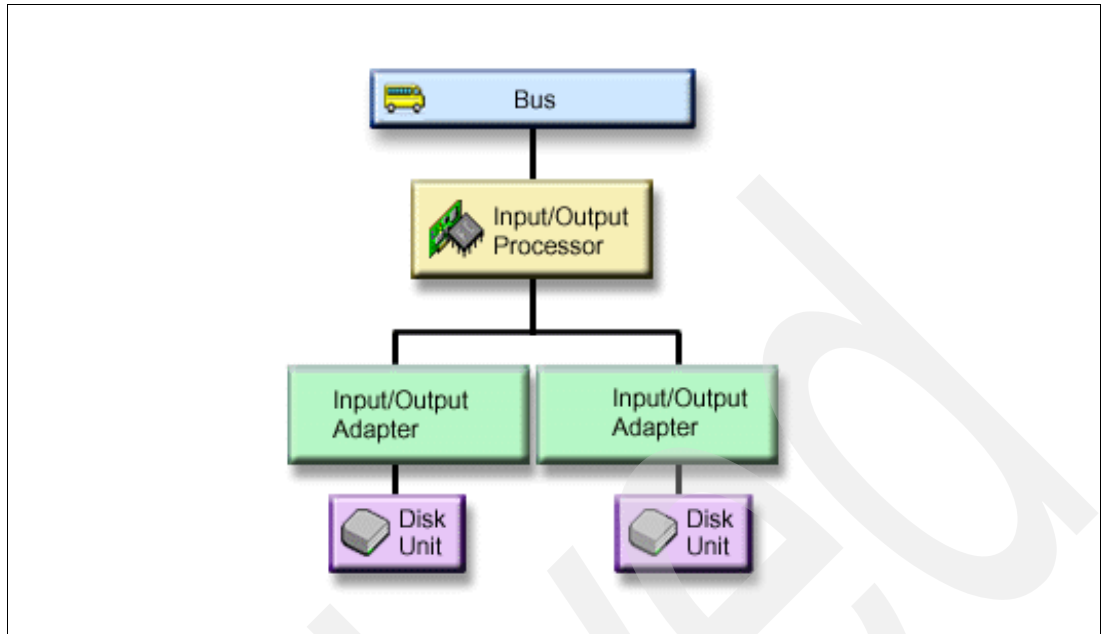 Bus
Input/Output
Processor
Input/Output
Adapter
Input/Output
Adapter
Disk
Unit
Disk
Unit